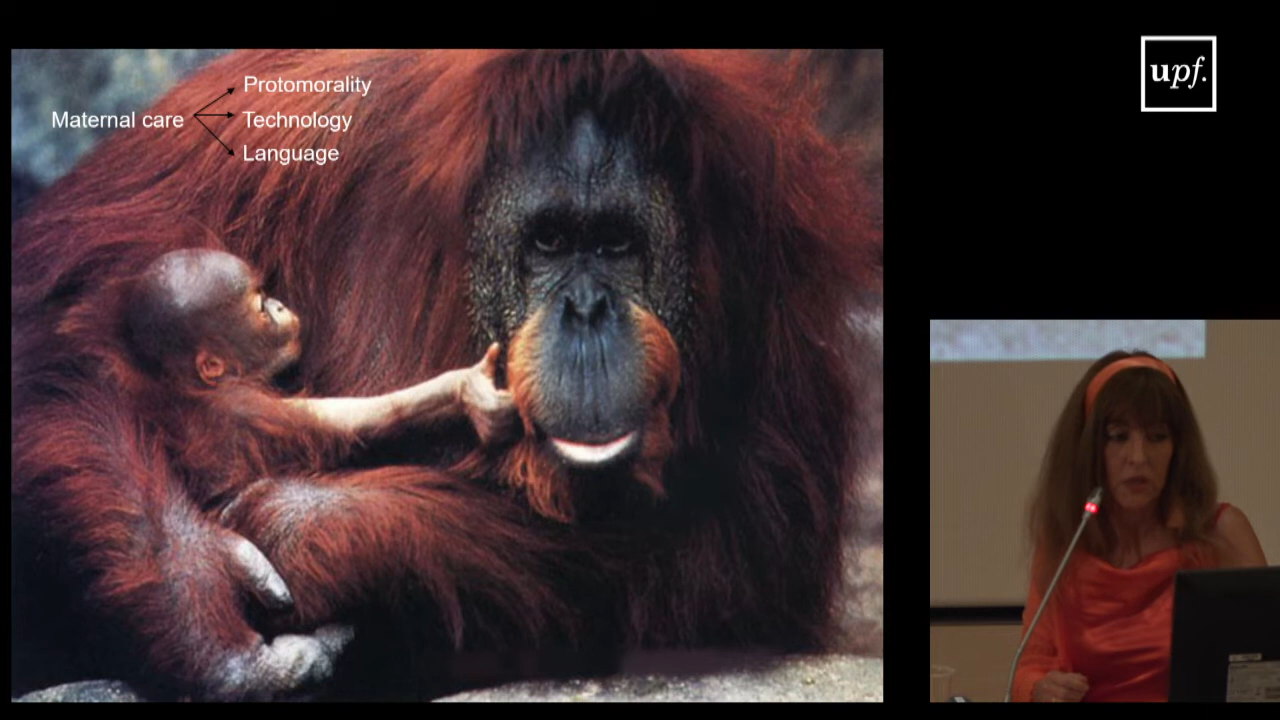 Protomorality
Maternal care
Technology
Language
upf.